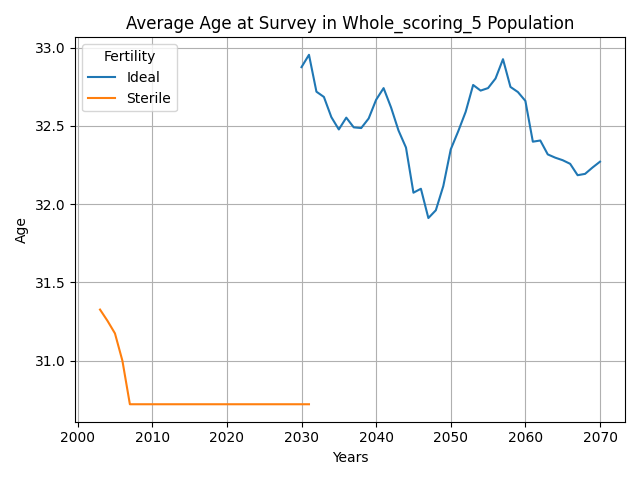 Average Age at Survey in Whole_scoring_5 Population
Fertility
Ideal
Sterile
33.0
32.5
32.0
31.5
31.0
Age
2000 2010 2020 2030 2040 2050 2060 2070
Years